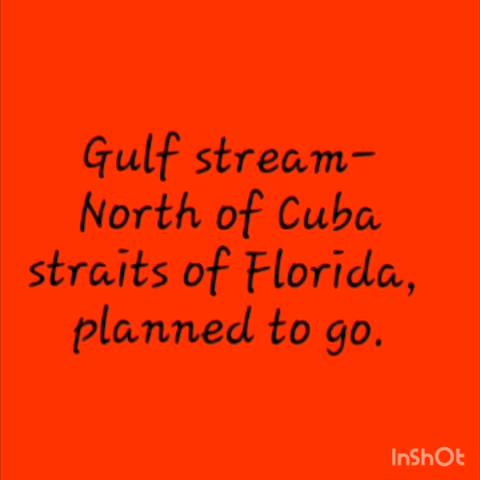 Gulf stream-
North of Cuba
straits of Florida,
planned to go.
InShOt